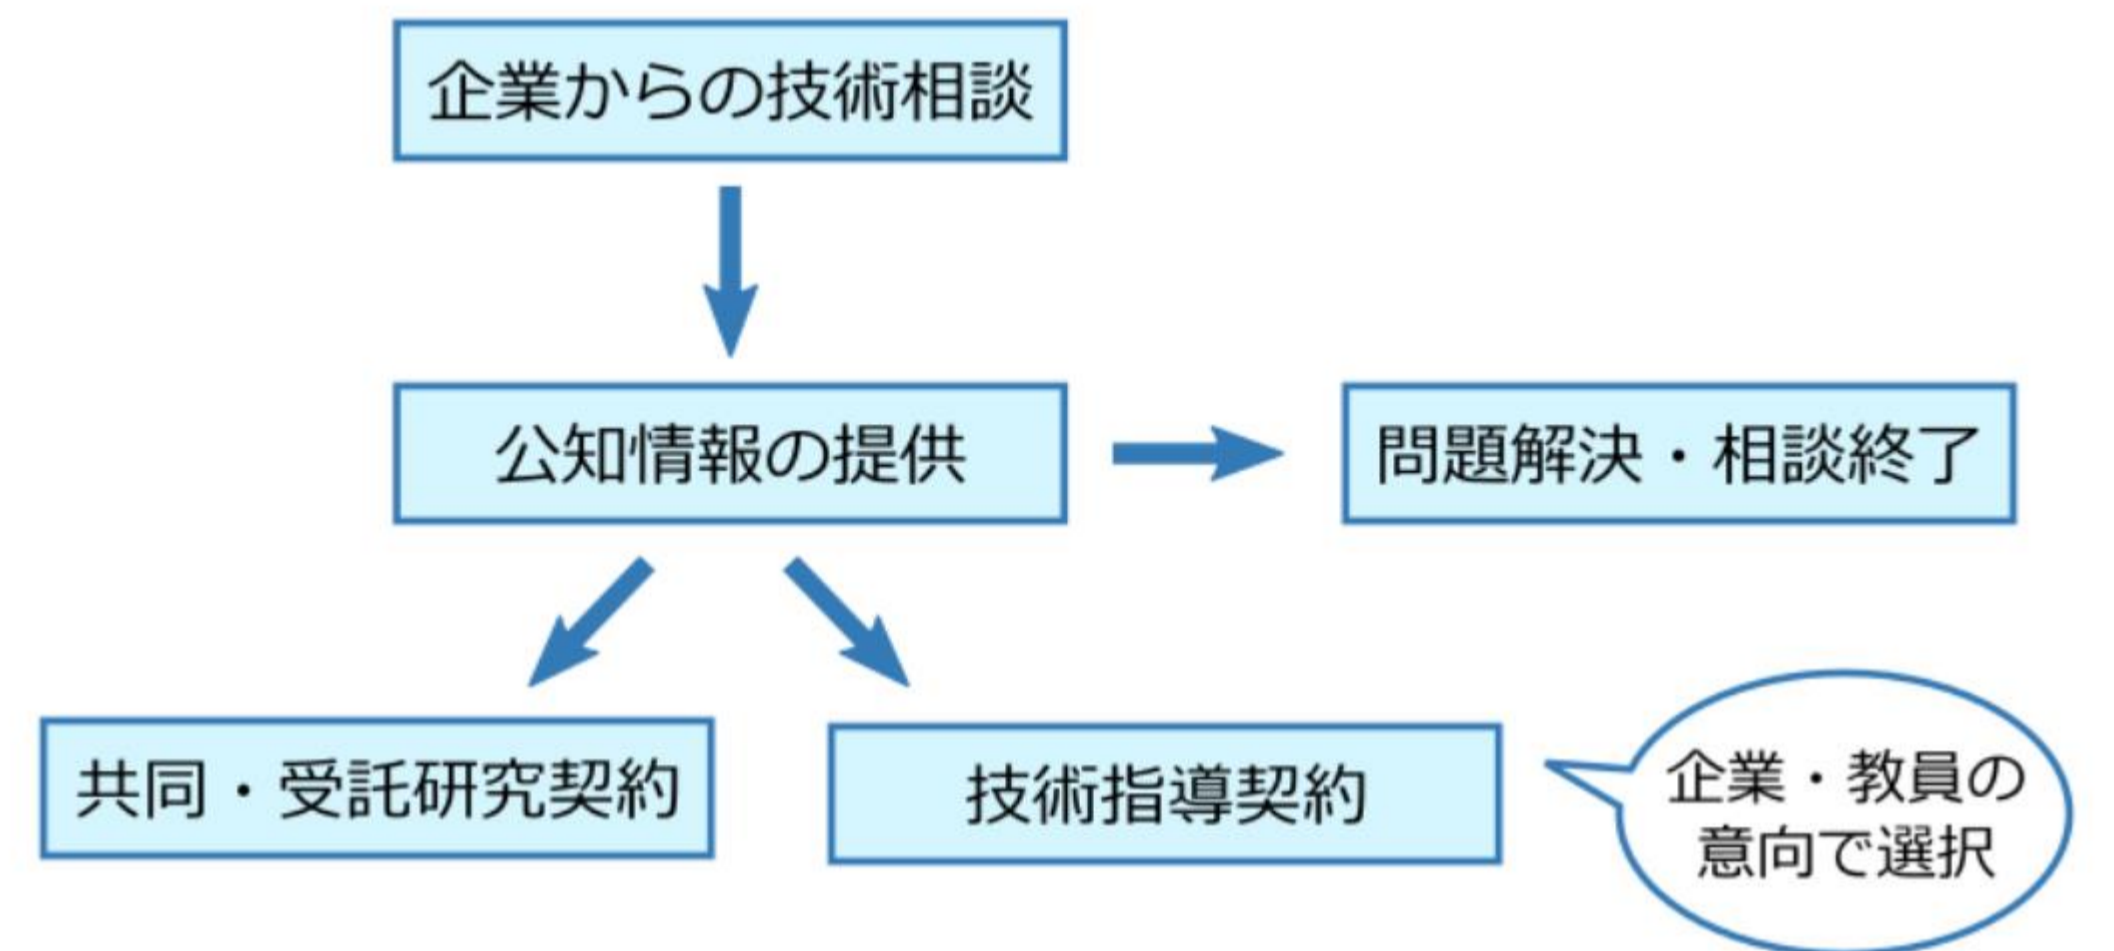 企業からの技術相談
公知情報の提供
問題解決・相談終了
共同・受託研究契約
技術指導契約
企業・教員の
意向で選択